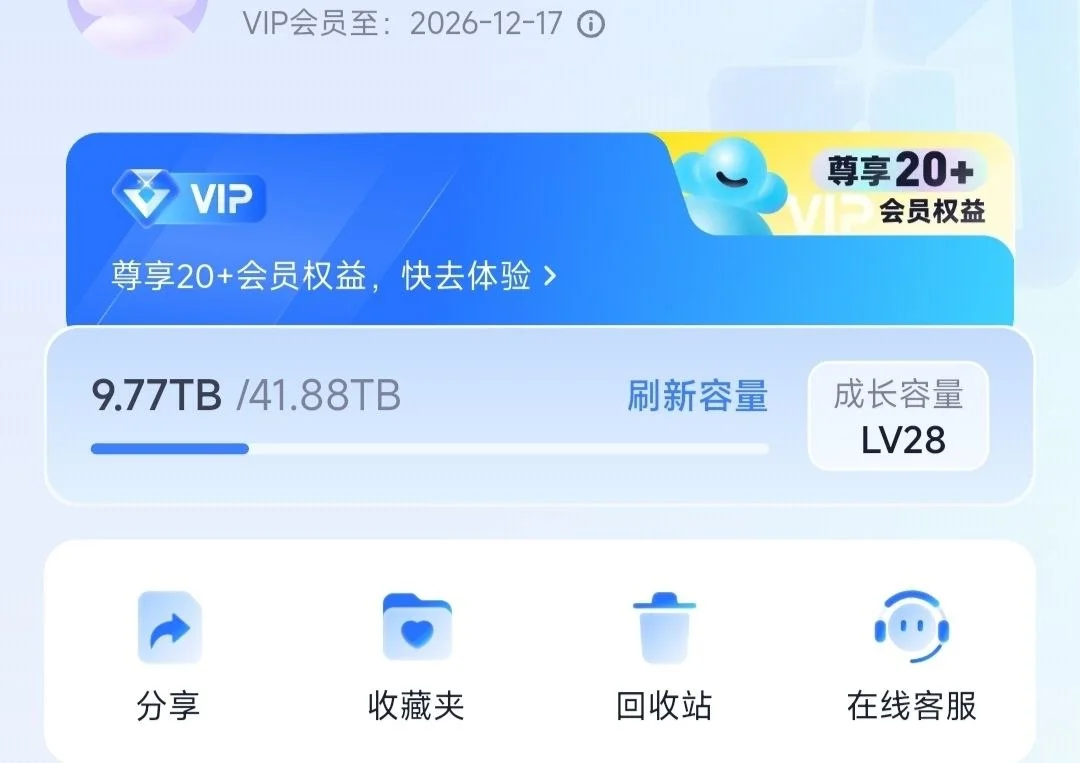 VIP会员至：2026-12-17
VIP
尊享20+
VIP
会员权益
尊享20+会员权益，快去体验
9.77TB /41.88TB
刷新容量
成长容量
LV28
分享
收藏夹
回收站
在线客服